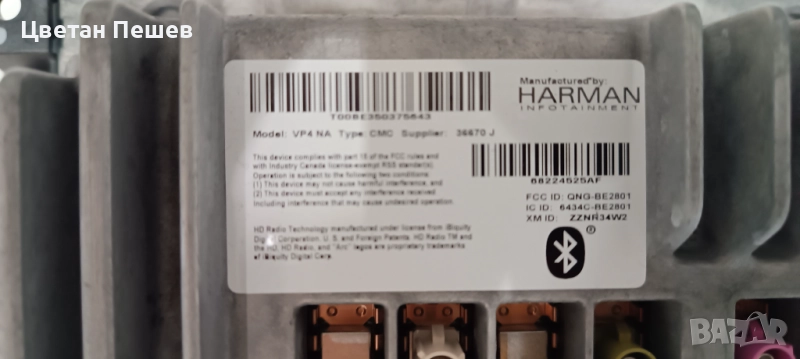 Цветан Пешев
T00BE350375643
Model: VP4 NA Type: CMC Supplier: 36670 J
Manufactured by:
HARMAN
INFOTAINMENT
This device complies with part 15 of the FCC rules and
with Industry Canada license-exempt RSS standard(s)
Operation is subject to the following two conditions:
(1) This device may not cause harmful interference, and
(2) This device must accept any interference received
including interference that may cause undesired operation.
68224525AF
FCC ID: QNG-BE2801
IC ID: 6434C-BE2801
XM ID: ZZNR34W2
HD Radio Technology manufactured under license from iBiquity
Digital Corporation. U. S. and Foreign Patents. HD Radio TM and
the HD, HD Radio, and "Arc" logos are proprietary trademarks
of iBiquity Digital Corp.
BAZAR